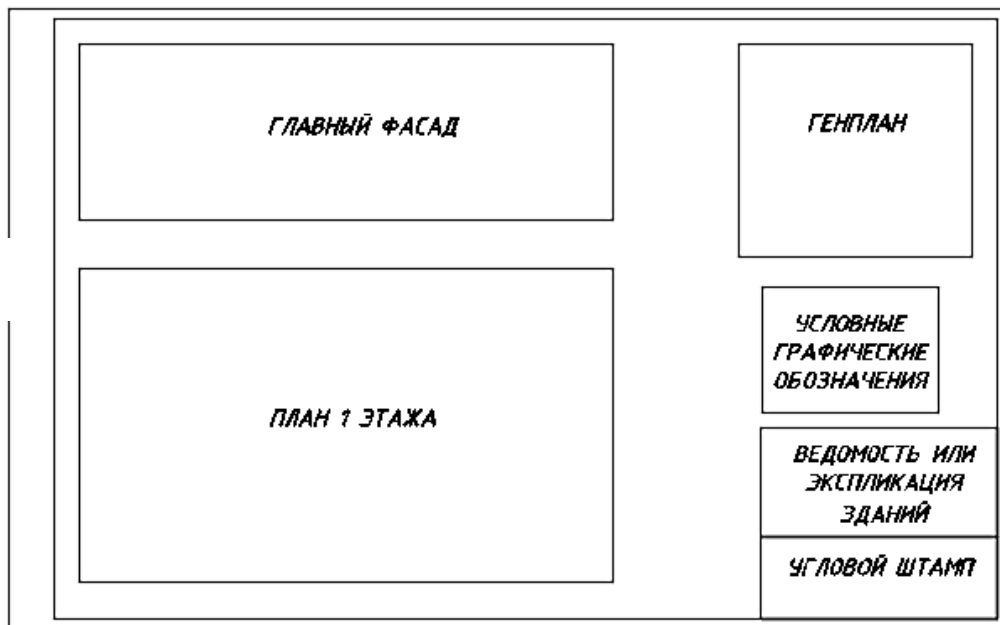 ГЛАВНЫЙ ФАСАД
ГЕНПЛАН
ПЛАН 1 ЭТАЖА
УСЛОВНЫЕ
ГРАФИЧЕСКИЕ
ОБОЗНАЧЕНИЯ
ВЕДОМОСТЬ ИЛИ
ЭКСПЛИКАЦИЯ
ЗДАНИЙ
УГЛОВОЙ ШТАМП